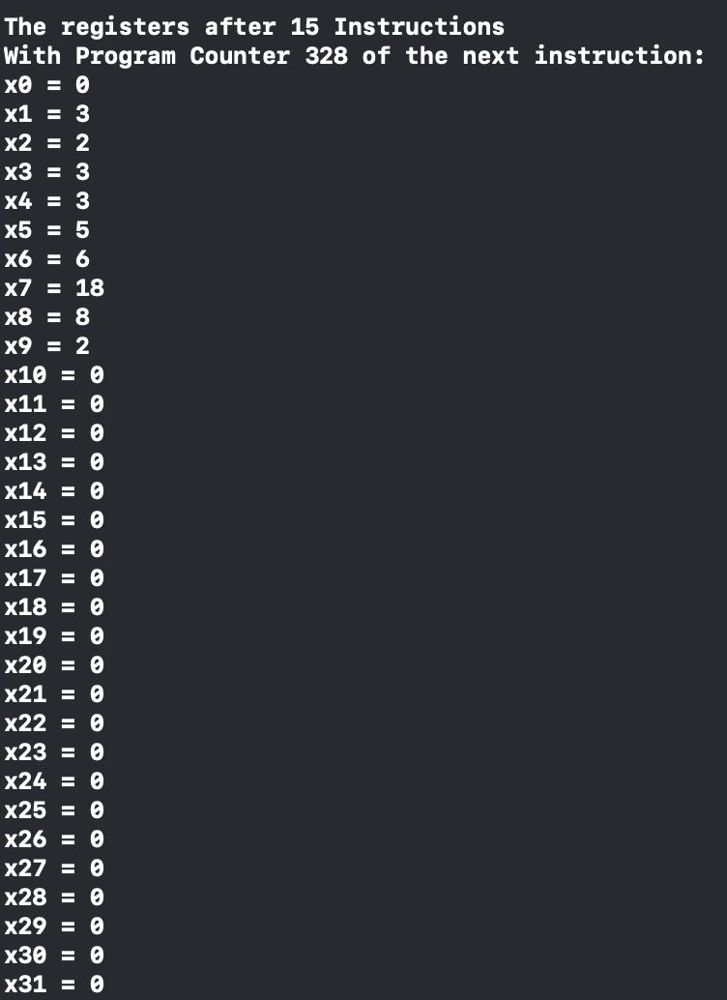 The registers after 15 Instructions
With Program Counter 328 of the next instruction:
x0 = 0
x1 = 3
x2 = 2
x3 = 3
x4 = 3
x5 = 5
x6 = 6
x7 = 18
x8 = 8
x9 = 2
x10 = 0
x11 = 0
x12 = 0
x13 = 0
x14 = 0
x15 = 0
x16 = 0
x17 = 0
x18 = 0
x19 = 0
x20 = 0
x21 = 0
x22 = 0
x23 = 0
x24 = 0
x25 = 0
x26 = 0
x27 = 0
x28 = 0
x29 = 0
x30 = 0
x31 = 0